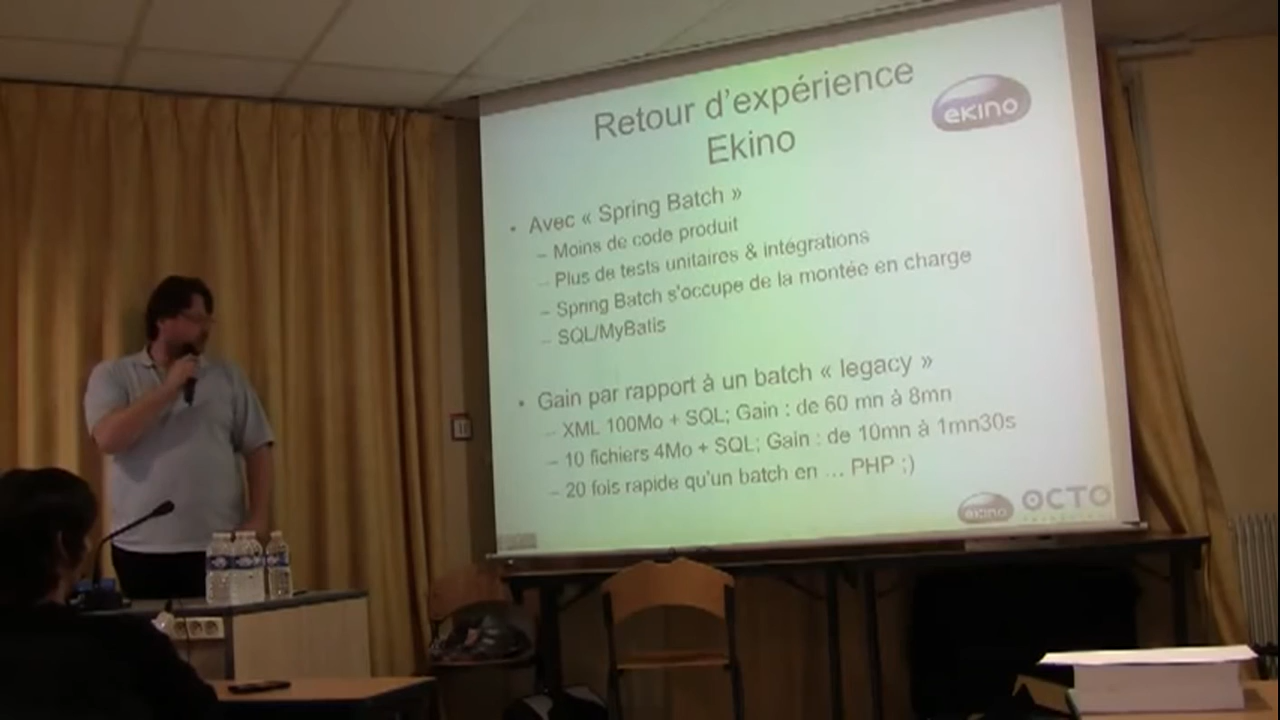 Retour d'expérience
Ekino
ekino
• Avec « Spring Batch »
– Moins de code produit
– Plus de tests unitaires & intégrations
– Spring Batch s'occupe de la montée en charge
– SQL/MyBatis
• Gain par rapport à un batch « legacy »
– XML 100Mo + SQL; Gain : de 60 mn à 8mn
– 10 fichiers 4Mo + SQL; Gain : de 10mn à 1mn30s
– 20 fois rapide qu'un batch en … PHP ;)
ekino OCTO